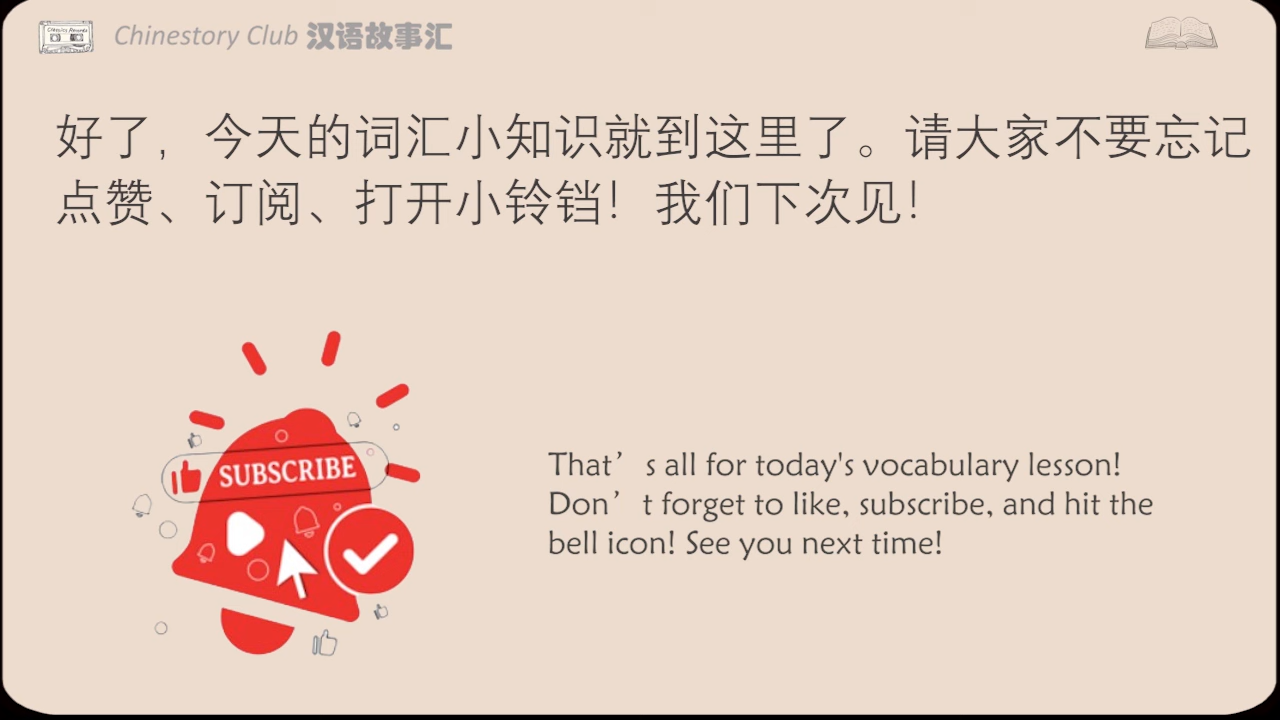 Chinestory Club 汉语故事汇
好了，今天的词汇小知识就到这里了。请大家不要忘记
点赞、订阅、打开小铃铛！我们下次见！
SUBSCRIBE
That’s all for today's vocabulary lesson!
Don’t forget to like, subscribe, and hit the
bell icon! See you next time!